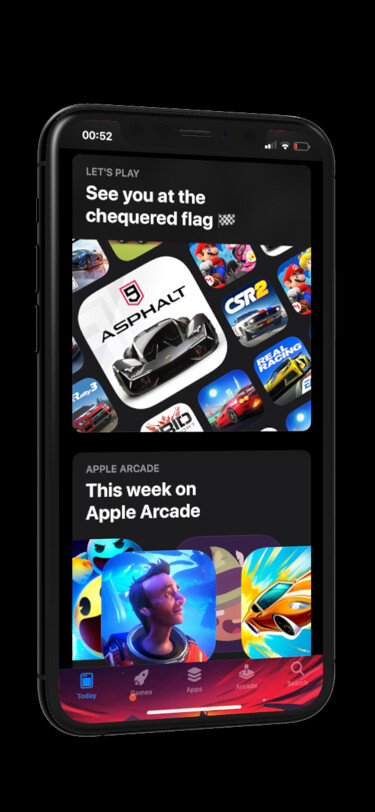 00:52
LET'S PLAY
See you at the
chequered flag
9
ASPHALT
CSR2
REAL
RACING
Rally 3
APPLE ARCADE
This week on
Apple Arcade
Today
Games
Apps
Arcade
Search